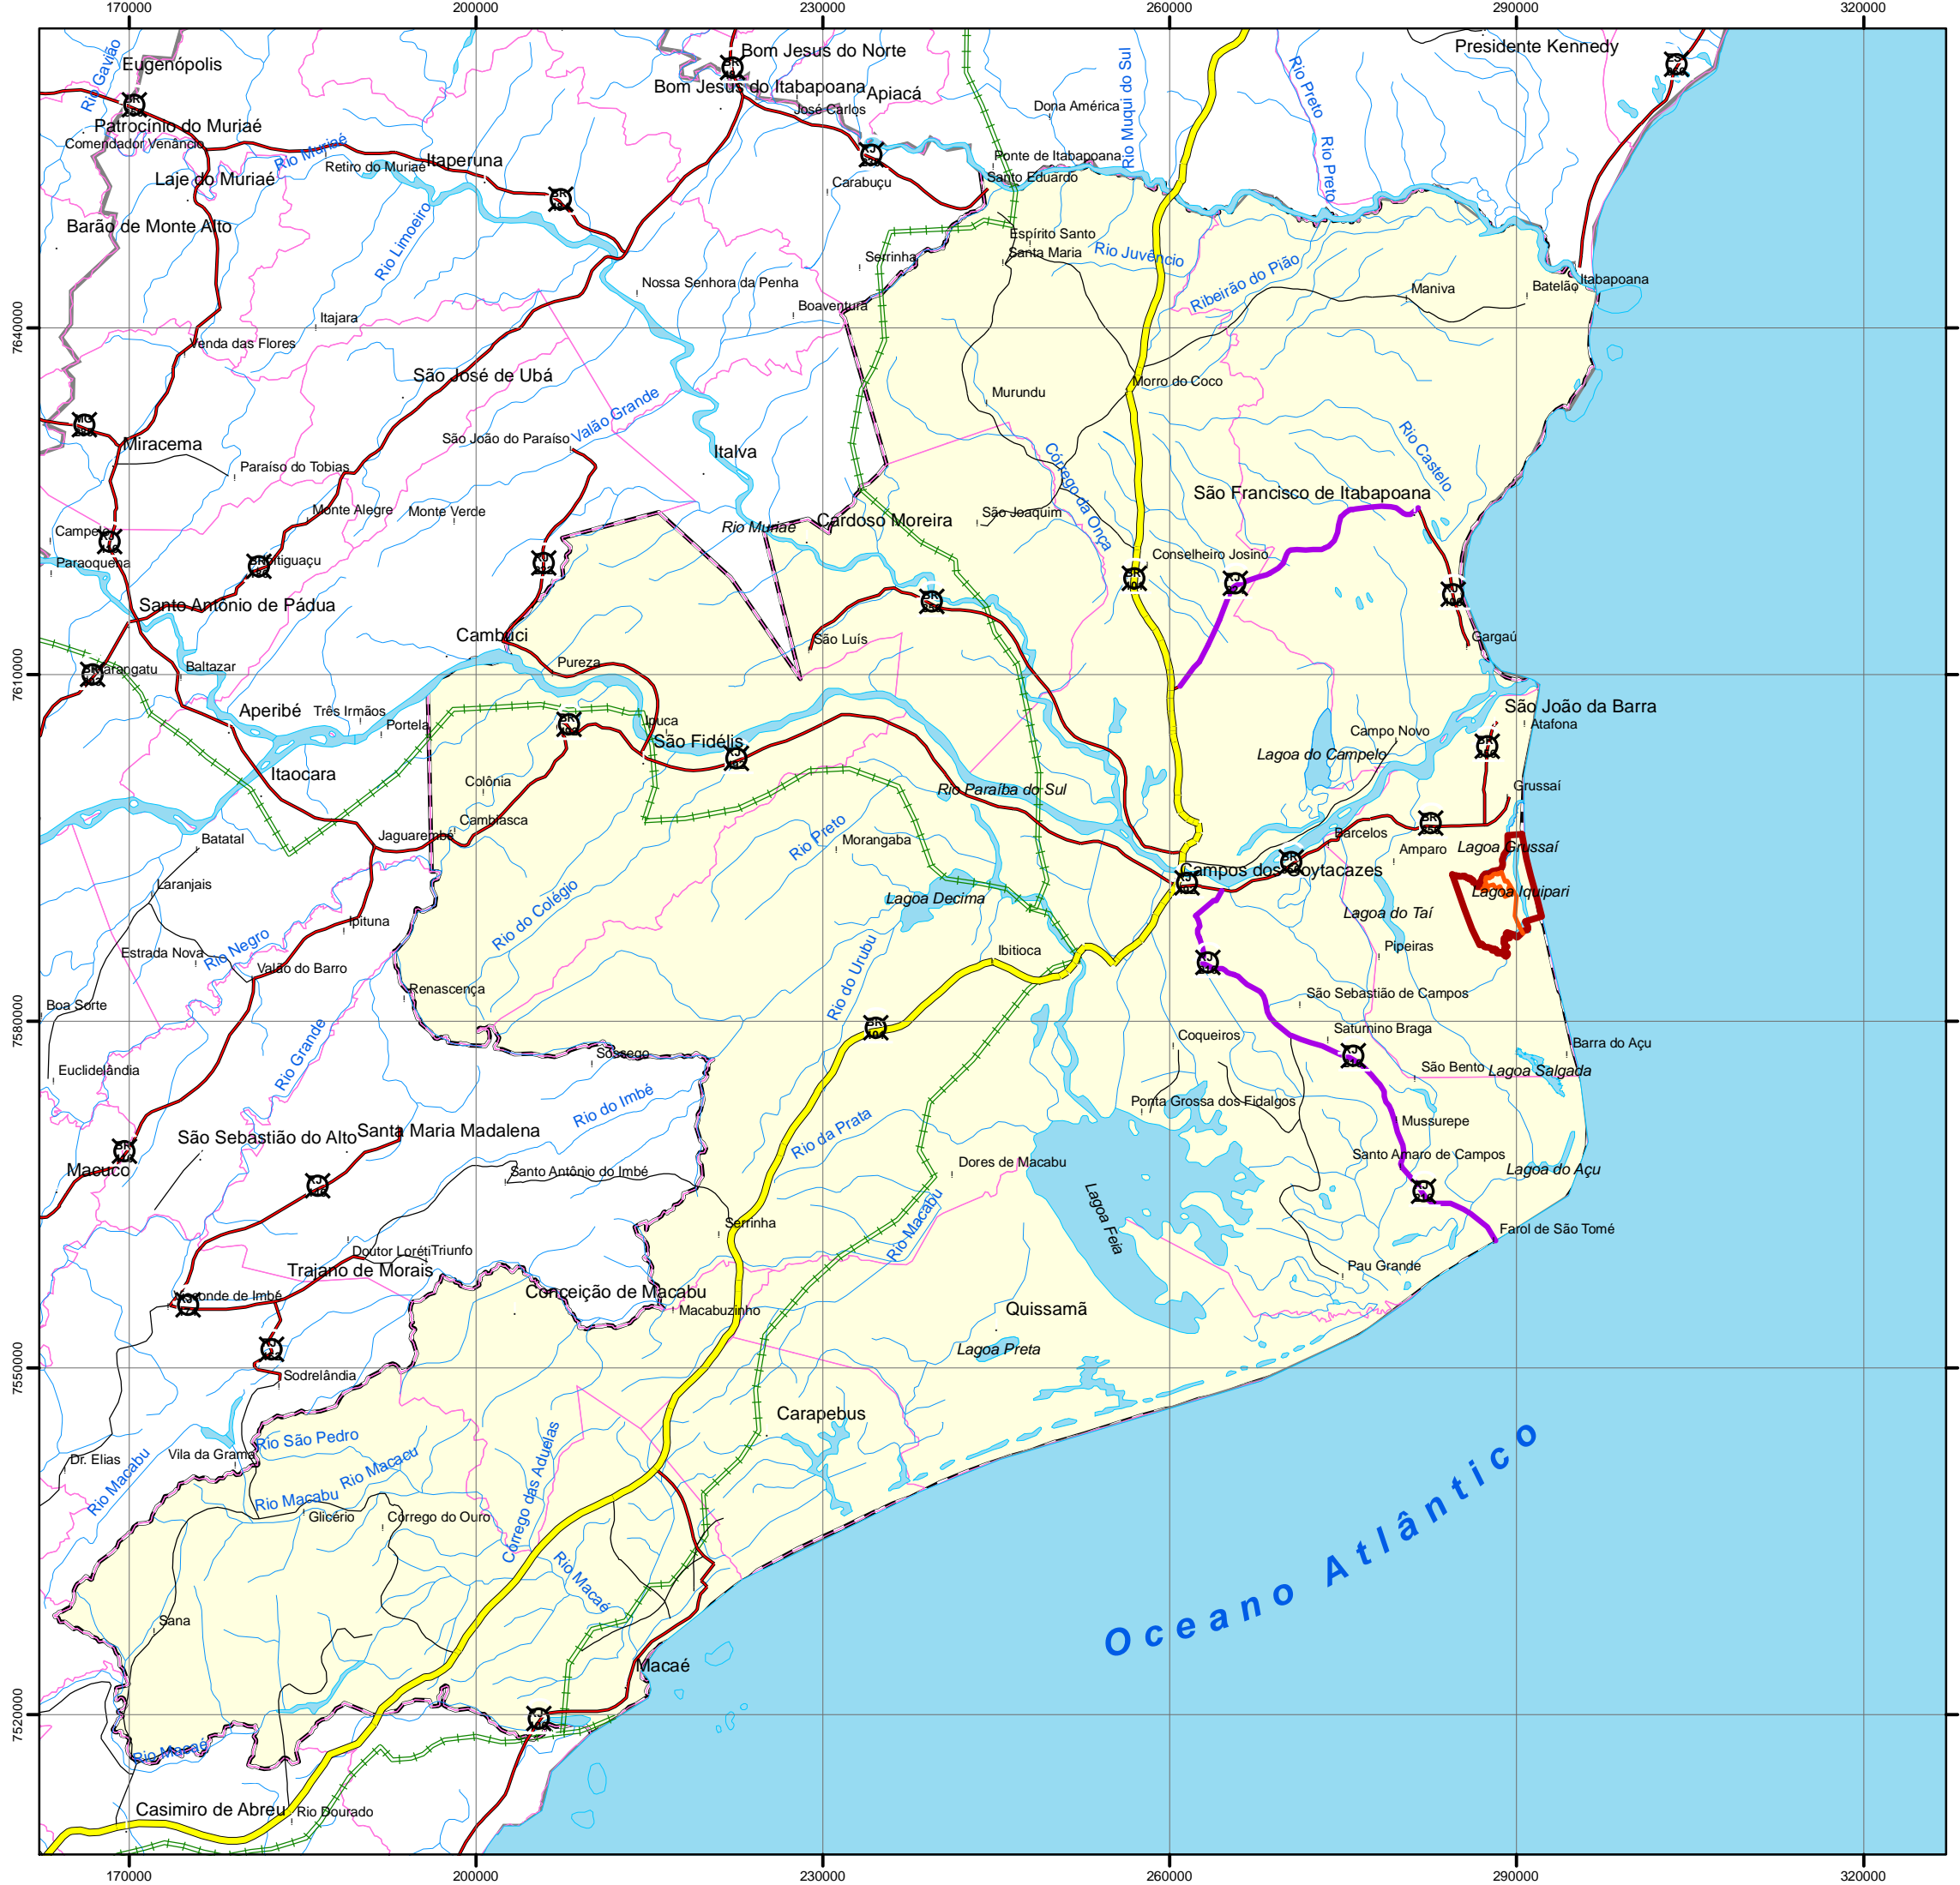 170000
200000
230000
260000
290000
320000
Rio Gavião
Eugenópolis
Bom Jesus do Norte
Presidente Kennedy
Bom Jesus do Itabapoana
Apiacá
José Carlos
Dona América
Rio Muqui do Sul
Rio Preto
Rio Preto
Patrocínio do Muriaé
Comendador Venâncio
Rio Muriaé
Retiro do Muriaé
Itaperuna
Ponte de Itabapoana
Santo Eduardo
Laje do Muriaé
Carabuçu
Barão de Monte Alto
Rio Limoeiro
Espírito Santo
Santa Maria
Rio Juvêncio
Ribeirão do Pião
Serrinha
Nossa Senhora da Penha
Boaventura
Maniva
Batelão
Itabapoana
7640000
Itajara
Venda das Flores
São José de Ubá
Morro do Coco
Murundu
Valão Grande
São João do Paraíso
Miracema
Italva
Rio Castelo
Córrego da Onça
Paraíso do Tobias
São Francisco de Itabapoana
Monte Alegre
Monte Verde
Rio Muriaé
Cardoso Moreira
São Joaquim
Paraoquena
Conselheiro Josino
Santo Antônio de Pádua
Cambuci
São Luís
Gargaú
7610000
Baltazar
Pureza
Aperibé
Três Irmãos
Portela
Ipuca
São Fidélis
São João da Barra
Atafona
Campo Novo
Lagoa do Campelo
Itaocara
Colônia
Rio Paraíba do Sul
Grussaí
Cambiasca
Jaguarembé
Batatal
Rio Preto
Morangaba
Barcelos
Amparo
Lagoa Grussaí
Campos dos Goytacazes
Laranjais
Lagoa Decima
Lagoa Iquipari
Lagoa do Taí
Rio do Colégio
Ipituna
Estrada Nova
Rio Negro
Valão do Barro
Rio do Urubu
Ibitioca
Pipeiras
Renascença
Boa Sorte
São Sebastião de Campos
7580000
BR
101
Saturnino Braga
Coqueiros
Barra do Açu
Sossego
Rio Grande
Euclidelândia
São Bento
Lagoa Salgada
Rio do Imbé
Ponta Grossa dos Fidalgos
Mussurepe
Rio da Prata
São Sebastião do Alto
Santa Maria Madalena
Macuco
Santo Antônio do Imbé
Dores de Macabu
Santo Amaro de Campos
Lagoa do Açu
Lagoa Feia
Rio Macabu
Serrinha
Farol de São Tomé
Doutor Loréti
Triunfo
Trajano de Morais
Pau Grande
Conceição de Macabu
Macabuzinho
Quissamã
Lagoa Preta
7550000
Sodrelândia
Carapebus
Rio São Pedro
Vila da Grama
Dr. Elias
Rio Macabu
Rio Macacu
Rio Macabu
Glicério
Córrego do Ouro
Oceano Atlântico
Rio Macaé
Sana
Macaé
7520000
Rio Macaé
Casimiro de Abreu
Rio Dourado
170000
200000
230000
260000
290000
320000